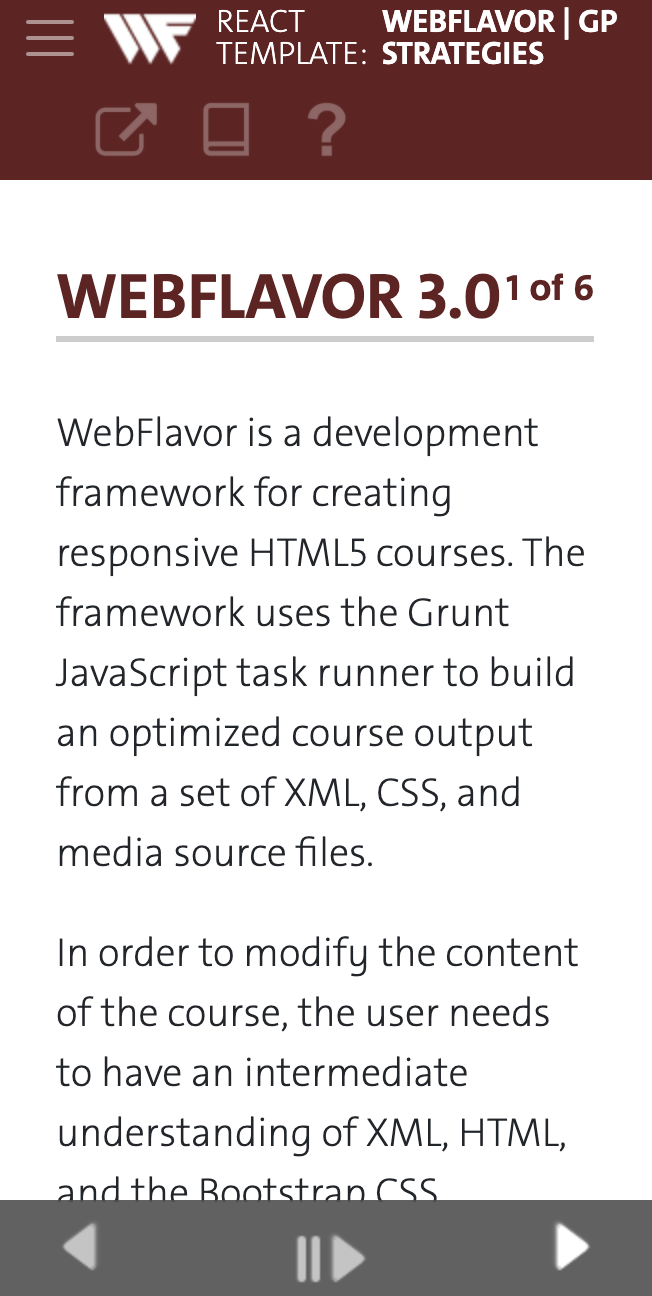 REACT TEMPLATE:
WEBFLAVOR | GP STRATEGIES
?
WEBFLAVOR 3.0 1 of 6
WebFlavor is a development
framework for creating
responsive HTML5 courses. The
framework uses the Grunt
JavaScript task runner to build
an optimized course output
from a set of XML, CSS, and
media source files.
In order to modify the content
of the course, the user needs
to have an intermediate
understanding of XML, HTML,
and the Bootstrap CSS